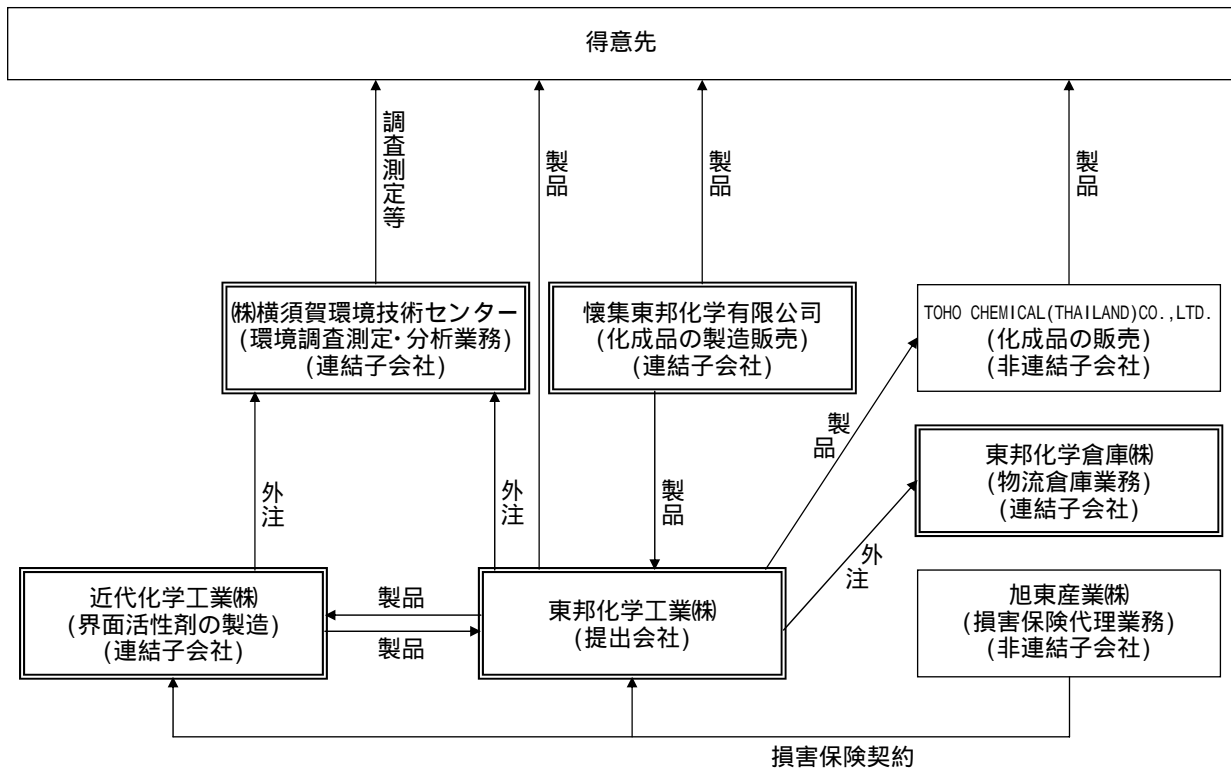 得意先
調査測定等
製品
製品
製品
㈱横須賀環境技術センター
(環境調査測定・分析業務)
(連結子会社)
懐集東邦化学有限公司
(化成品の製造販売)
(連結子会社)
TOHO CHEMICAL(THAILAND)CO.,LTD.
(化成品の販売)
(非連結子会社)
製品
東邦化学倉庫㈱
(物流倉庫業務)
(連結子会社)
外注
外注
製品
外注
近代化学工業㈱
(界面活性剤の製造)
(連結子会社)
製品
製品
東邦化学工業㈱
(提出会社)
旭東産業㈱
(損害保険代理業務)
(非連結子会社)
損害保険契約